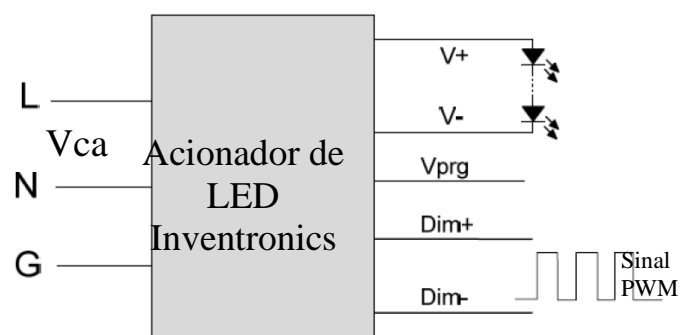 L
Vca
N
G
Acionador de
LED
Inventronics
V+
V-
Vprg
Dim+
Dim-
Sinal
PWM